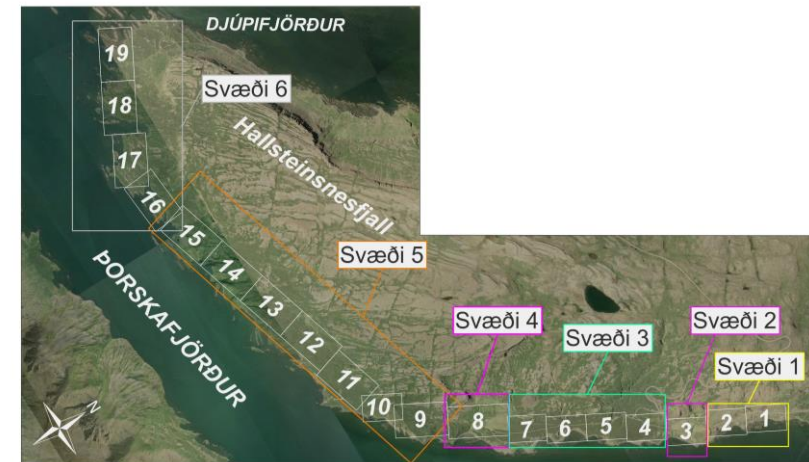 DJÚPIFJÖRÐUR
19
Svæði 6
18
Hallsteinsnesfjall
17
16
15
Svæði 5
14
ÞORSKAFJÖRÐUR
13
12
Svæði 4
Svæði 3
Svæði 2
11
Svæði 1
10
9
8
7
6
5
4
3
2
1
N